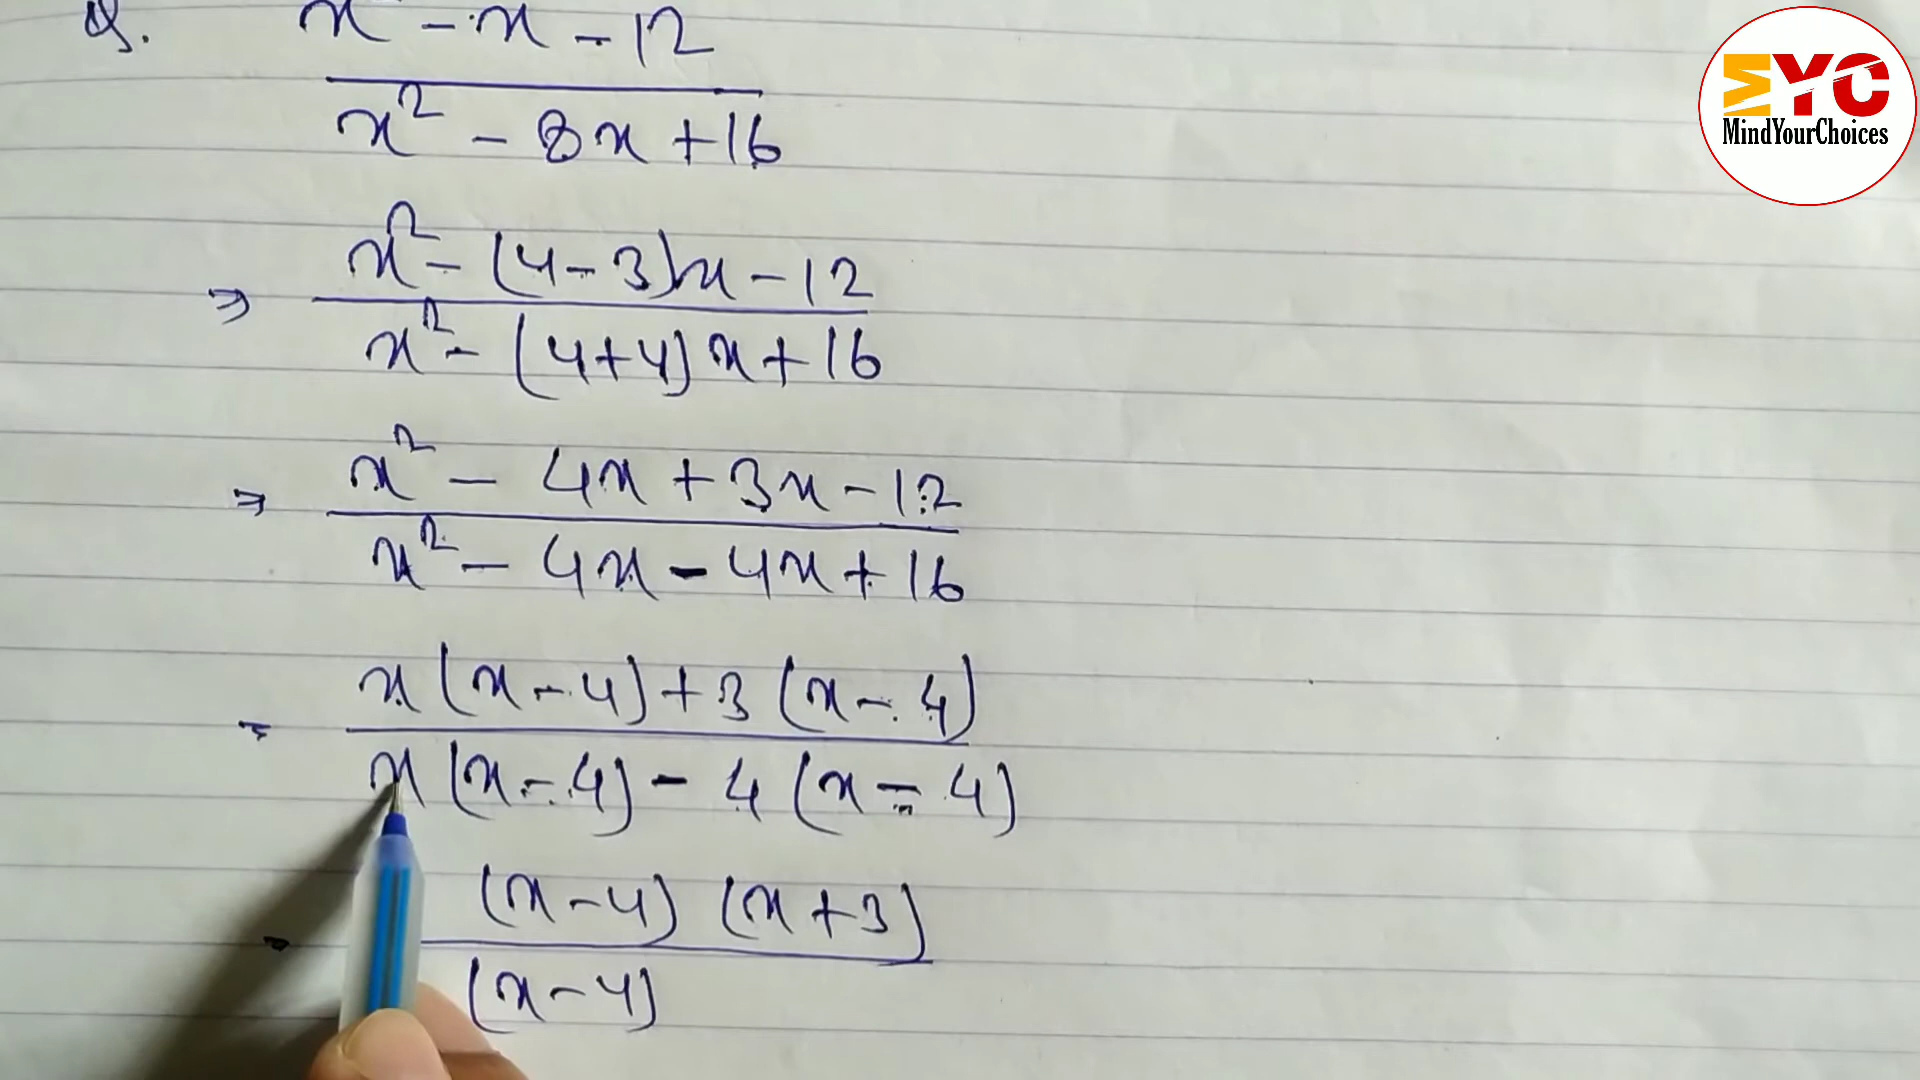 Q. x² - x - 12
x² - 8x + 16
⇒ x² - (4 - 3)x - 12
x² - (4+4)x + 16
⇒ x² - 4x + 3x - 12
x² - 4x - 4x + 16
= x(x - 4) + 3(x - 4)
x(x - 4) - 4(x - 4)
(x - 4) (x + 3)
(x - 4)
MYC
MindYourChoices